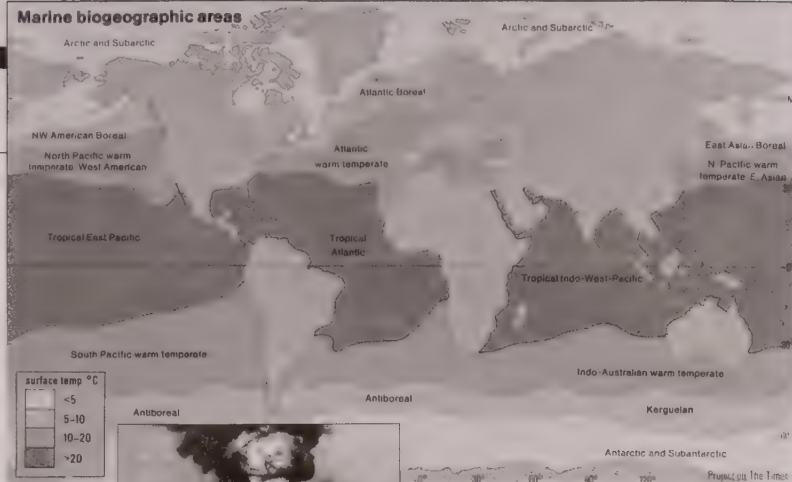 Marine biogeographic areas
Arctic and Subarctic
Arctic and Subarctic
Atlantic Boreal
NW American Boreal
North Pacific warm
temperate West American
Atlantic
warm temperate
Boreal
N Pacific warm
temperate E. Asian
Tropical East Pacific
Tropical
Atlantic
Tropical Indo-West-Pacific
South Pacific warm temperate
Indo-Australian warm temperate
surface temp °C
<5
5-10
10-20
>20
Antiboreal
Antiboreal
Kerguelan
Antarctic and Subantarctic
The Times